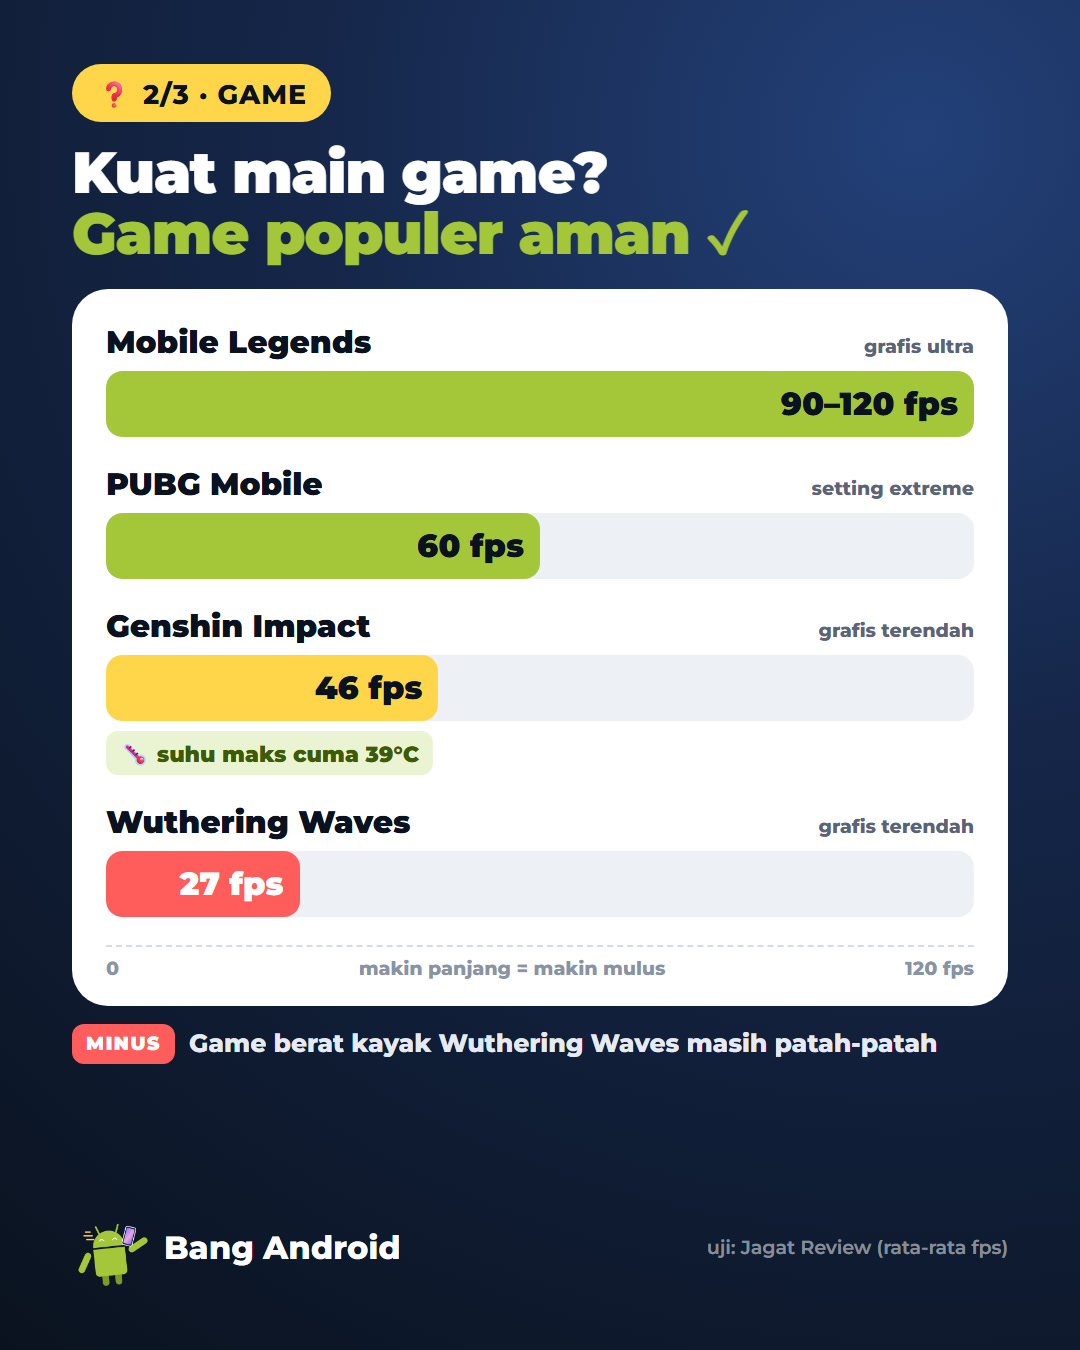 2/3 · GAME
Kuat main game?
Game populer aman ✓
Mobile Legends grafis ultra
90–120 fps
PUBG Mobile setting extreme
60 fps
Genshin Impact grafis terendah
46 fps
suhu maks cuma 39°C
Wuthering Waves grafis terendah
27 fps
0 makin panjang = makin mulus 120 fps
MINUS Game berat kayak Wuthering Waves masih patah-patah
Bang Android uji: Jagat Review (rata-rata fps)